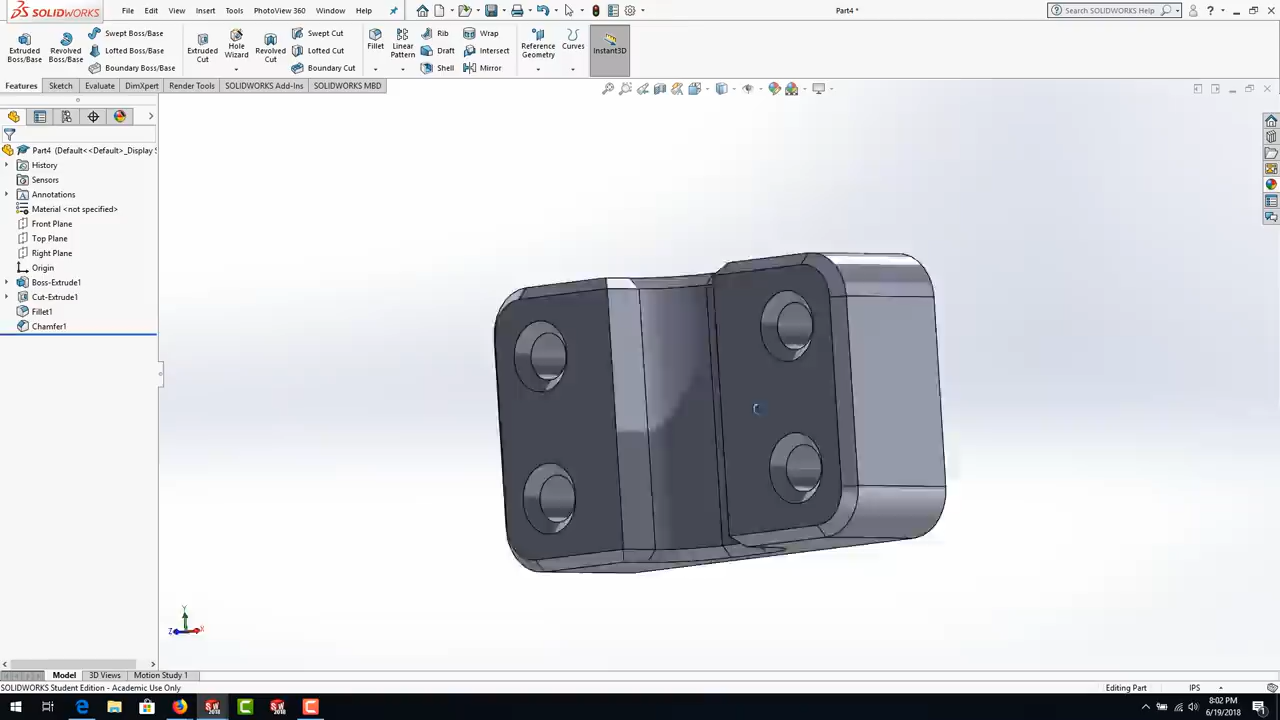 SOLIDWORKS File Edit View Insert Tools PhotoView 360 Window Help Part4 * Search SOLIDWORKS Help
Extruded Boss/Base
Revolved Boss/Base
Swept Boss/Base
Lofted Boss/Base
Boundary Boss/Base
Extruded Cut
Hole Wizard
Revolved Cut
Swept Cut
Lofted Cut
Boundary Cut
Fillet
Linear Pattern
Rib
Draft
Shell
Wrap
Intersect
Mirror
Reference Geometry
Curves
Instant3D
Features Sketch Evaluate DimXpert Render Tools SOLIDWORKS Add-Ins SOLIDWORKS MBD
Part4 (Default<<Default>_Display S
History
Sensors
Annotations
Material <not specified>
Front Plane
Top Plane
Right Plane
Origin
Boss-Extrude1
Cut-Extrude1
Fillet1
Chamfer1
Y
Z X
Model 3D Views Motion Study 1
SOLIDWORKS Student Edition - Academic Use Only Editing Part IPS
8:02 PM
6/19/2018